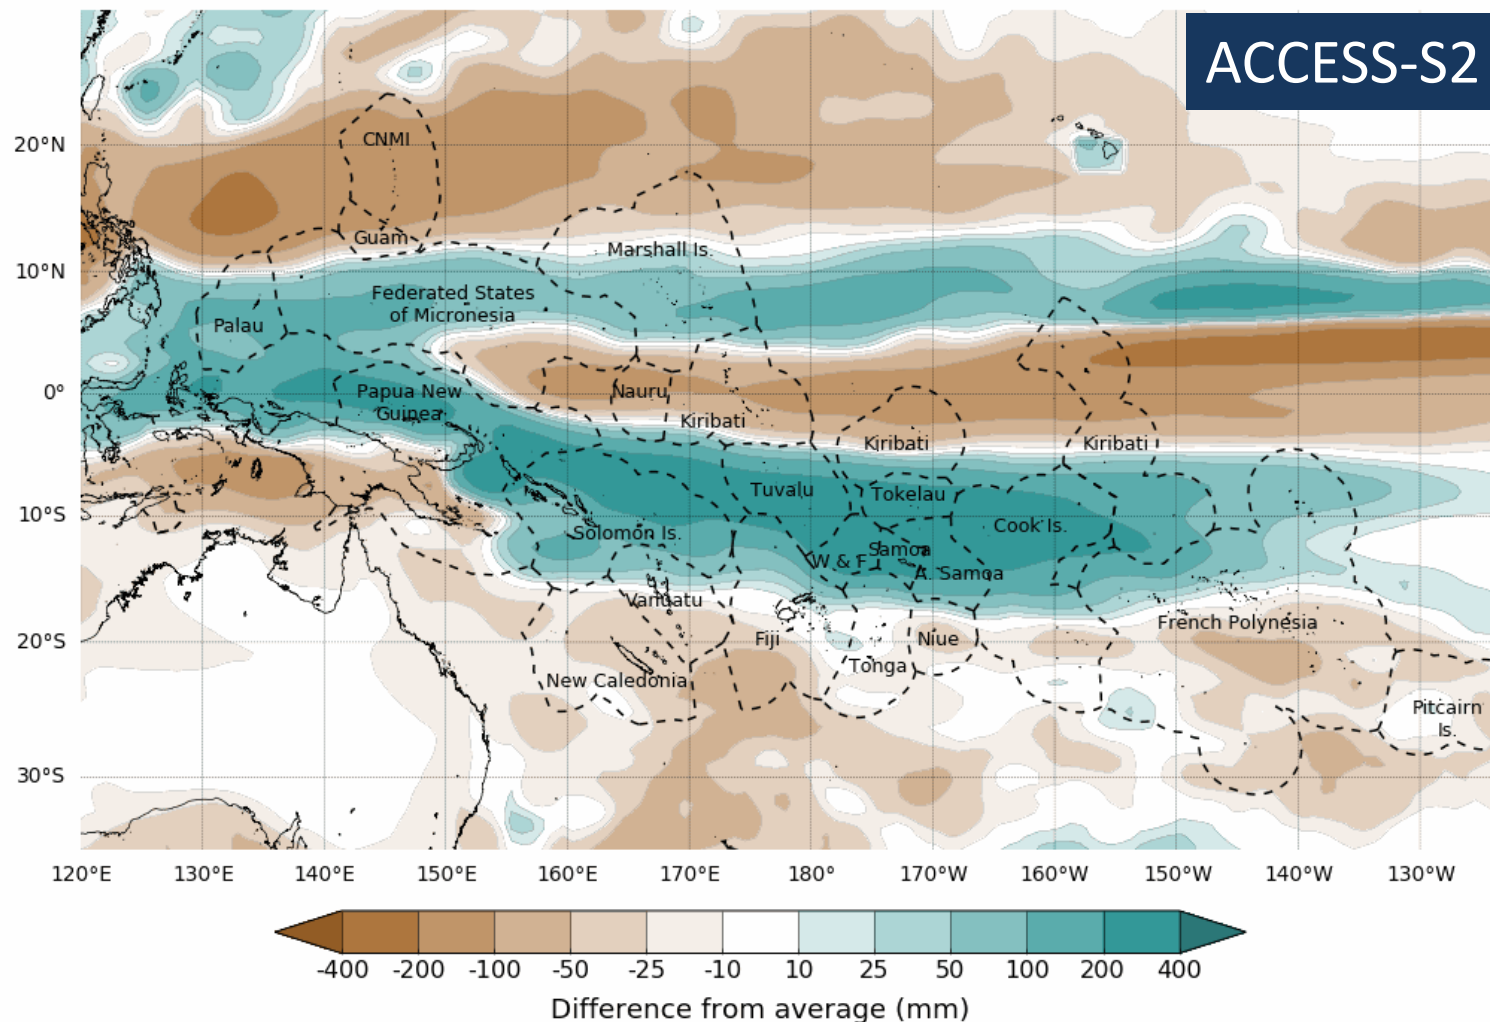 ACCESS-S2
20°N
10°N
0°
10°S
20°S
30°S
CNMI
Guam
Marshall Is.
Federated States
of Micronesia
Palau
Papua New
Guinea
Nauru
Kiribati
Kiribati
Kiribati
Tuvalu
Tokelau
Cook Is.
Solomon Is.
Samoa
W & F
A. Samoa
Vanuatu
Fiji
Niue
Tonga
French Polynesia
New Caledonia
Pitcairn
Is.
120°E 130°E 140°E 150°E 160°E 170°E 180° 170°W 160°W 150°W 140°W 130°W
-400 -200 -100 -50 -25 -10 10 25 50 100 200 400
Difference from average (mm)